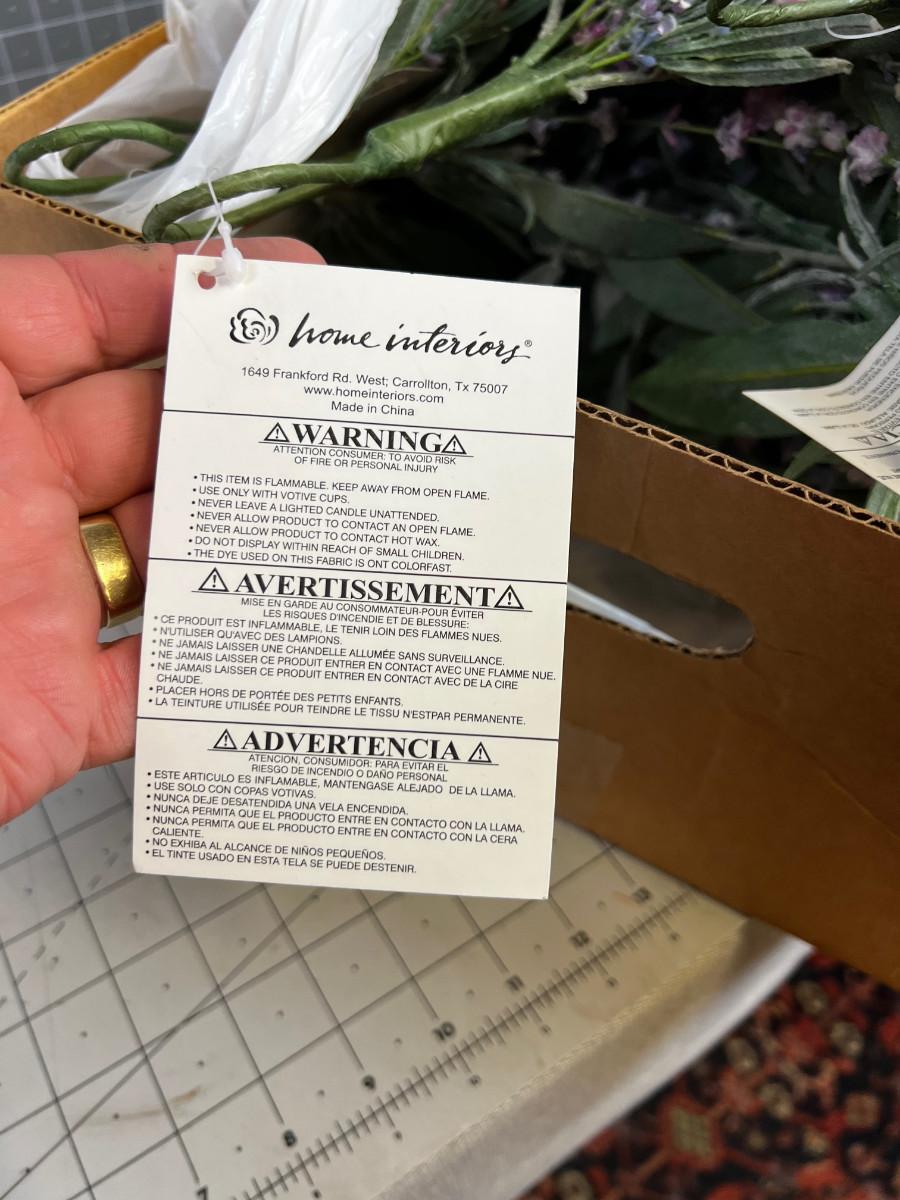 home interiors®
1649 Frankford Rd. West; Carrollton, Tx 75007
www.homeinteriors.com
Made in China
WARNING
ATTENTION CONSUMER: TO AVOID RISK
OF FIRE OR PERSONAL INJURY
• THIS ITEM IS FLAMMABLE. KEEP AWAY FROM OPEN FLAME.
• USE ONLY WITH VOTIVE CUPS.
• NEVER LEAVE A LIGHTED CANDLE UNATTENDED.
• NEVER ALLOW PRODUCT TO CONTACT AN OPEN FLAME.
• NEVER ALLOW PRODUCT TO CONTACT HOT WAX.
• DO NOT DISPLAY WITHIN REACH OF SMALL CHILDREN.
• THE DYE USED ON THIS FABRIC IS ONT COLORFAST.
AVERTISSEMENT
MISE EN GARDE AU CONSOMMATEUR-POUR ÉVITER
LES RISQUES D'INCENDIE ET DE BLESSURE:
• CE PRODUIT EST INFLAMMABLE, LE TENIR LOIN DES FLAMMES NUES.
• N'UTILISER QU'AVEC DES LAMPIONS.
• NE JAMAIS LAISSER UNE CHANDELLE ALLUMÉE SANS SURVEILLANCE.
• NE JAMAIS LAISSER CE PRODUIT ENTRER EN CONTACT AVEC UNE FLAMME NUE.
• NE JAMAIS LAISSER CE PRODUIT ENTRER EN CONTACT AVEC DE LA CIRE
CHAUDE.
• PLACER HORS DE PORTÉE DES PETITS ENFANTS.
• LA TEINTURE UTILISÉE POUR TEINDRE LE TISSU N'ESTPAR PERMANENTE.
ADVERTENCIA
ATENCION, CONSUMIDOR: PARA EVITAR EL
RIESGO DE INCENDIO O DAÑO PERSONAL
• ESTE ARTICULO ES INFLAMABLE, MANTENGASE ALEJADO DE LA LLAMA.
• USE SOLO CON COPAS VOTIVAS.
• NUNCA DEJE DESATENDIDA UNA VELA ENCENDIDA.
• NUNCA PERMITA QUE EL PRODUCTO ENTRE EN CONTACTO CON LA LLAMA.
• NUNCA PERMITA QUE EL PRODUCTO ENTRE EN CONTACTO CON LA CERA
CALIENTE.
• NO EXHIBA AL ALCANCE DE NIÑOS PEQUEÑOS.
• EL TINTE USADO EN ESTA TELA SE PUEDE DESTENIR.
7 8 9 10 11 12 13